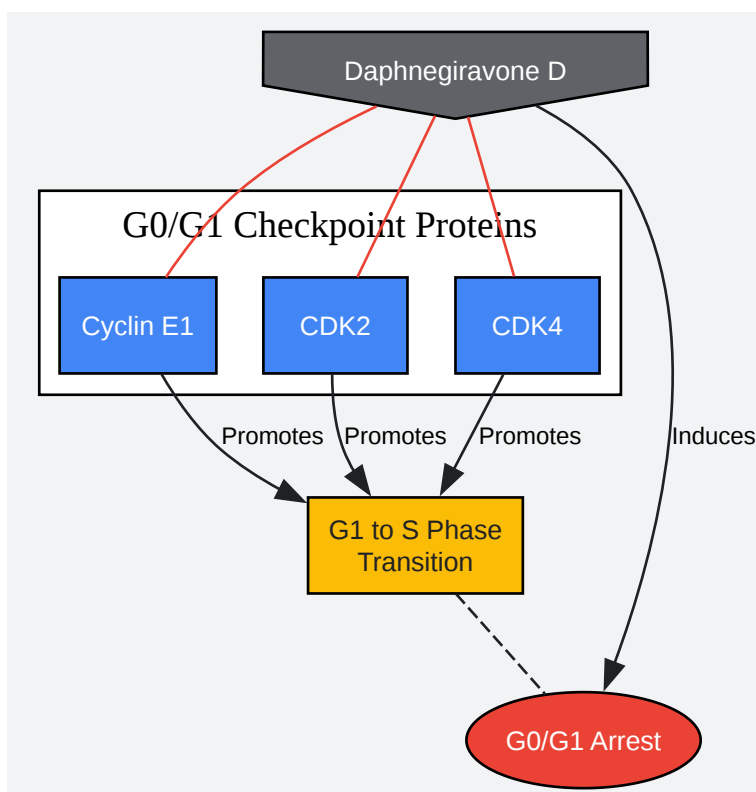 Daphnegiravone D
G0/G1 Checkpoint Proteins
Cyclin E1
CDK2
CDK4
Promotes
Promotes
Promotes
Induces
G1 to S Phase
Transition
G0/G1 Arrest